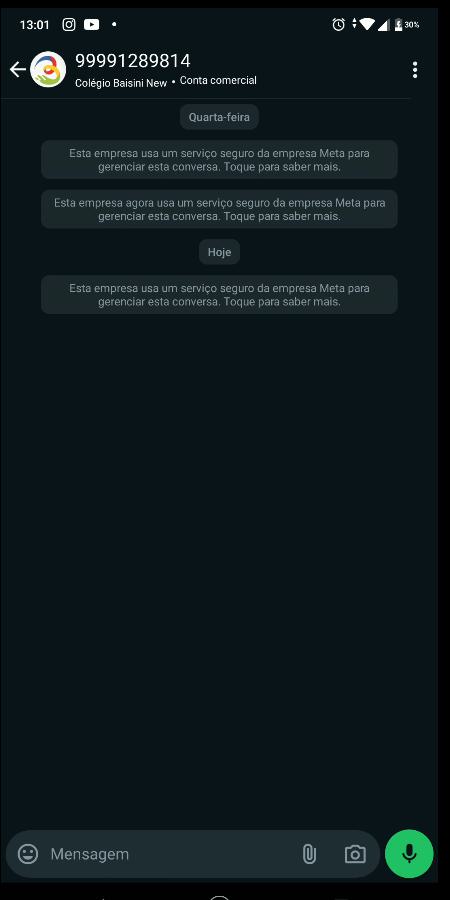 13:01
30%
99991289814
Colégio Baisini New • Conta comercial
Quarta-feira
Esta empresa usa um serviço seguro da empresa Meta para
gerenciar esta conversa. Toque para saber mais.
Esta empresa agora usa um serviço seguro da empresa Meta para
gerenciar esta conversa. Toque para saber mais.
Hoje
Esta empresa usa um serviço seguro da empresa Meta para
gerenciar esta conversa. Toque para saber mais.
Mensagem